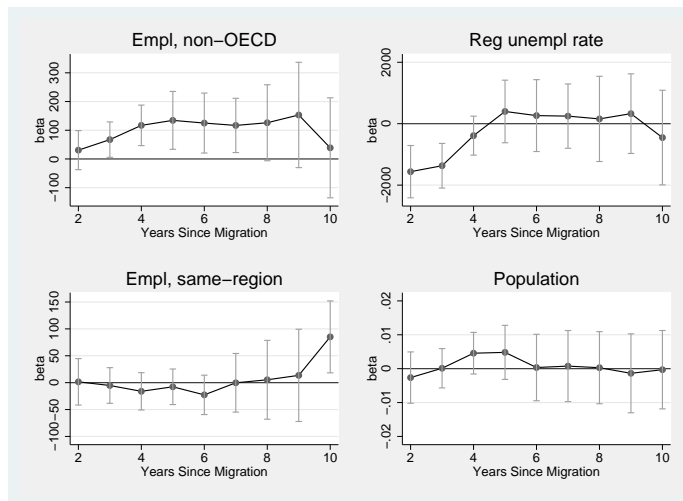 Empl, non−OECD
beta
−100 0 100 200 300
2 4 6 8 10
Years Since Migration
Reg unempl rate
beta
−2000 0 2000
2 4 6 8 10
Years Since Migration
Empl, same−region
beta
−100−50 0 50 100 150
2 4 6 8 10
Years Since Migration
Population
beta
−.02 −.01 0 .01 .02
2 4 6 8 10
Years Since Migration